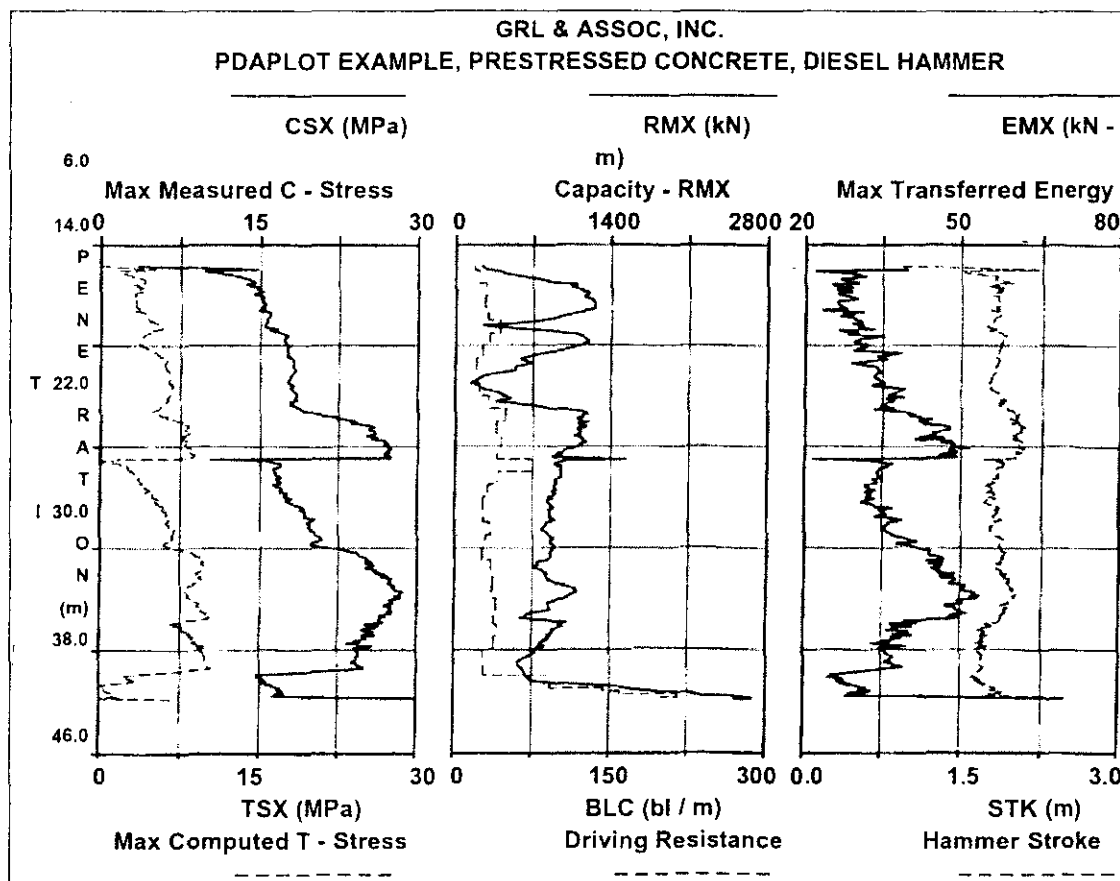 GRL & ASSOC, INC.
PDAPLOT EXAMPLE, PRESTRESSED CONCRETE, DIESEL HAMMER
CSX (MPa) RMX (kN) EMX (kN -
6.0 m)
Max Measured C - Stress Capacity - RMX Max Transferred Energy
0 15 30 0 1400 2800 20 50 80
14.0
P
E
N
E
T 22.0
R
A
T
I 30.0
O
N
(m)
38.0
46.0
0 15 30 0 150 300 0.0 1.5 3.0
TSX (MPa) BLC (bl / m) STK (m)
Max Computed T - Stress Driving Resistance Hammer Stroke